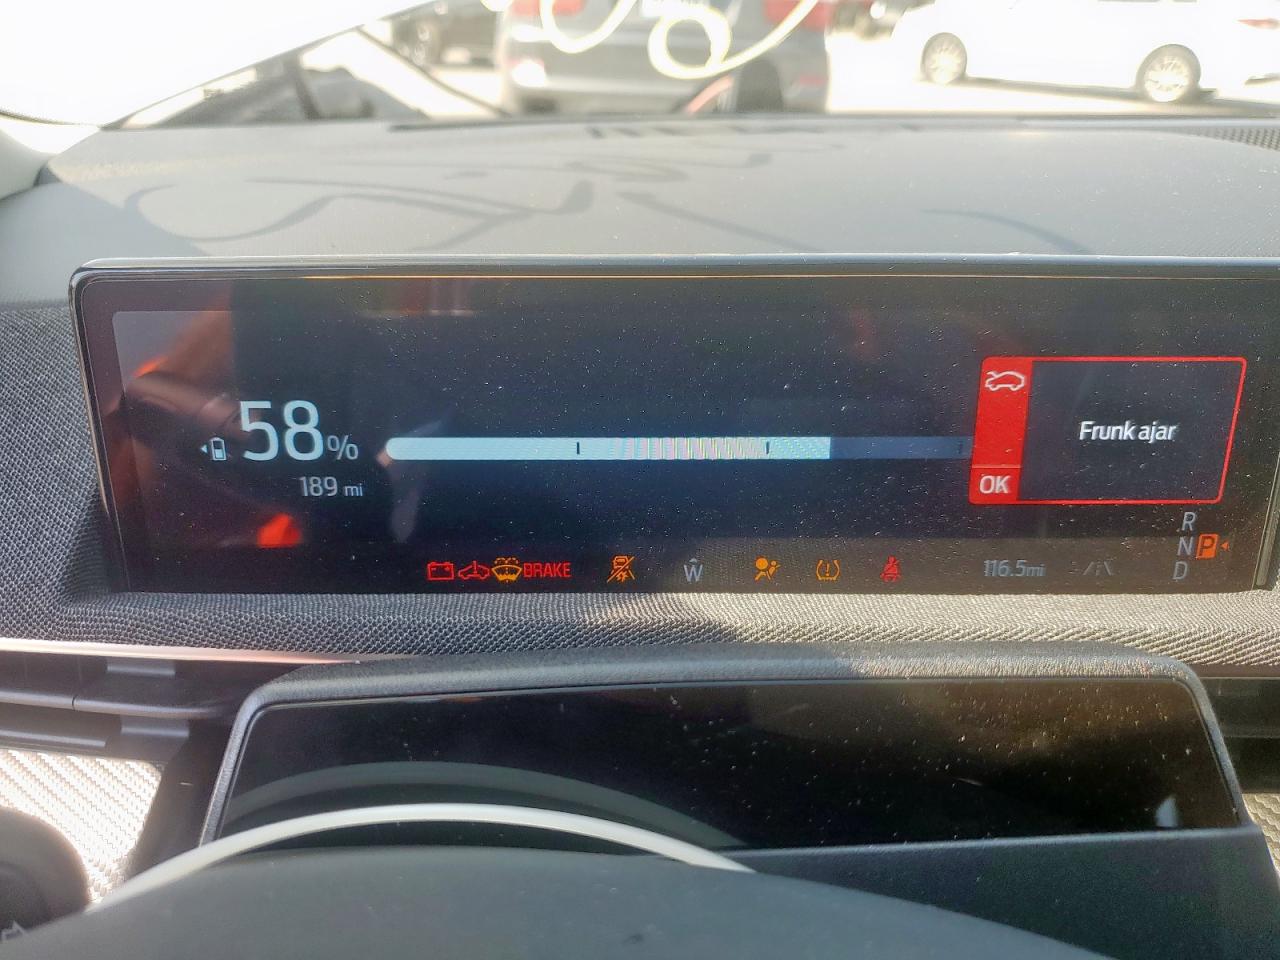 58%
189 mi
Frunk ajar
OK
R
N P
D
BRAKE
W
116.5mi